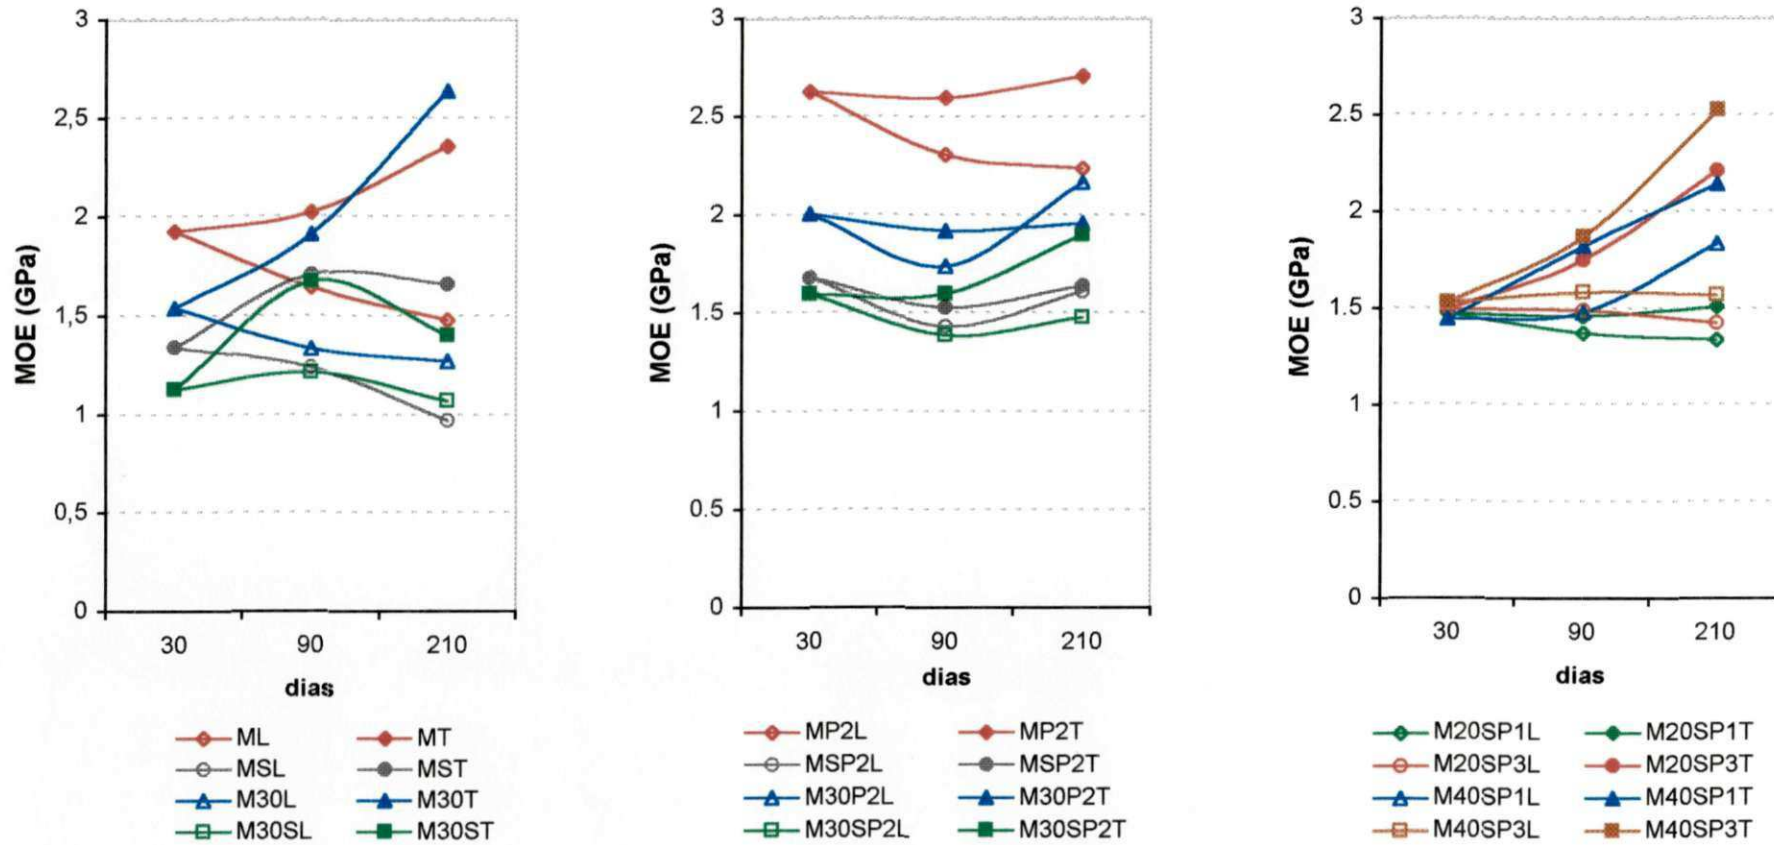 3
2,5
2
1,5
1
0,5
0
MOE (GPa)
30 90 210
dias
ML MT
MSL MST
M30L M30T
M30SL M30ST
3
2.5
2
1.5
1
0.5
0
MOE (GPa)
30 90 210
dias
MP2L MP2T
MSP2L MSP2T
M30P2L M30P2T
M30SP2L M30SP2T
3
2.5
2
1.5
1
0.5
0
MOE (GPa)
30 90 210
dias
M20SP1L M20SP1T
M20SP3L M20SP3T
M40SP1L M40SP1T
M40SP3L M40SP3T